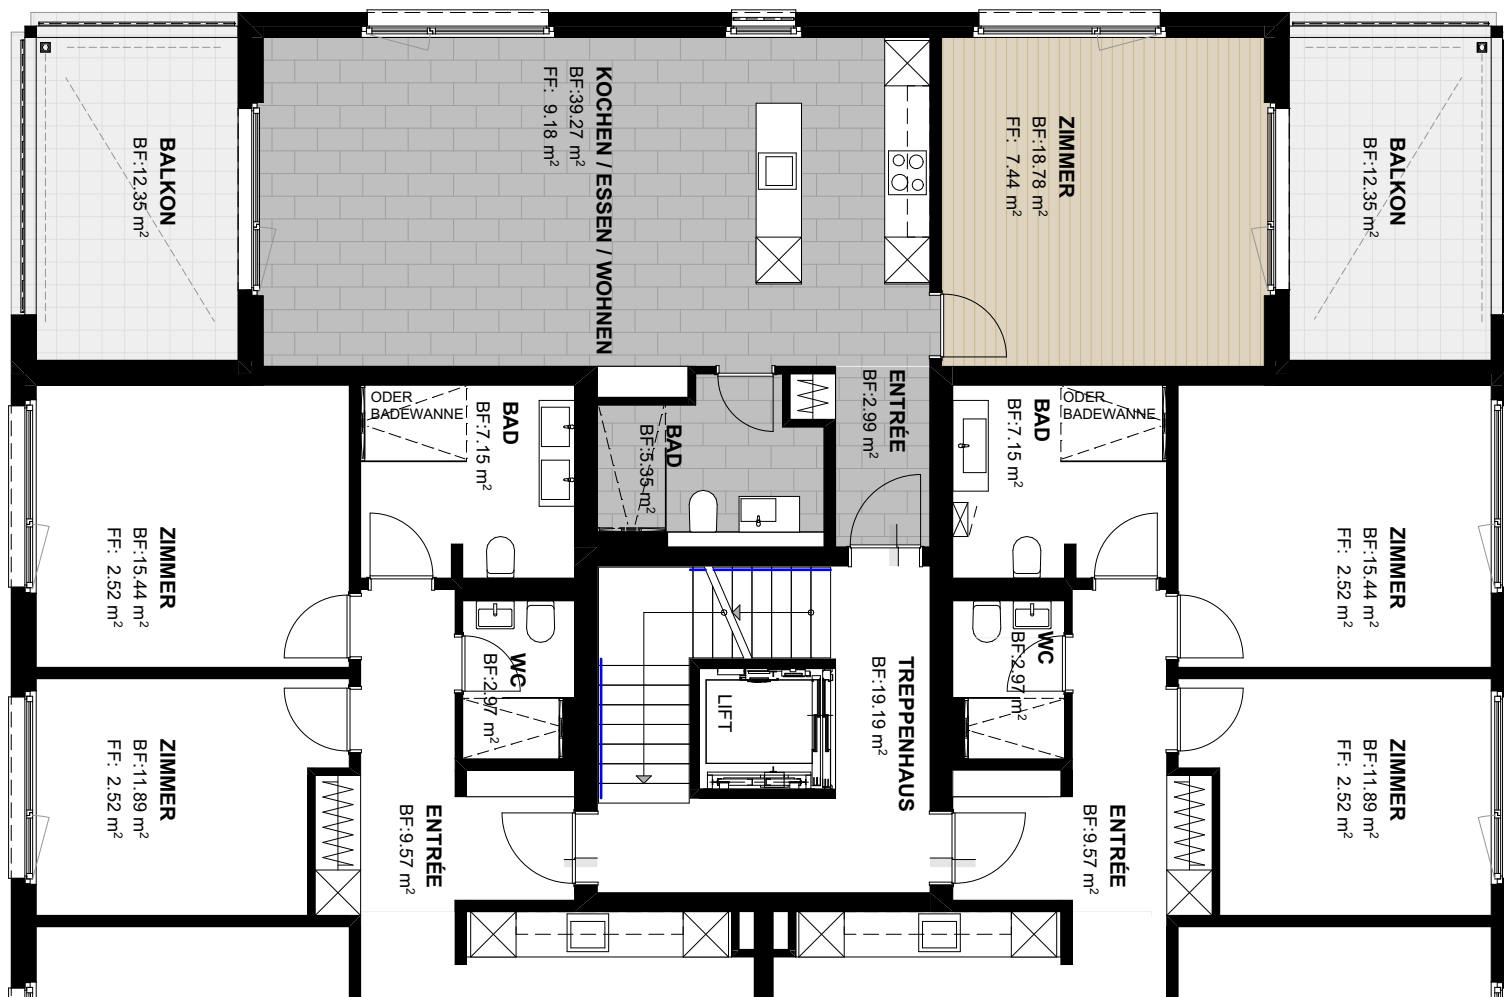 KOCHEN / ESSEN / WOHNEN
BF:39.27 m²
FF: 9.18 m²
ZIMMER
BF:18.78 m²
FF: 7.44 m²
BALKON
BF:12.35 m²
BALKON
BF:12.35 m²
ENTRÉE
BF:2.99 m²
ODER
BADEWANNE
BAD
BF:7.15 m²
BAD
BF:5.35 m²
BAD
BF:7.15 m²
ODER
BADEWANNE
ZIMMER
BF:15.44 m²
FF: 2.52 m²
ZIMMER
BF:15.44 m²
FF: 2.52 m²
WC
BF:2.97 m²
LIFT
TREPPENHAUS
BF:19.19 m²
WC
BF:2.97 m²
ZIMMER
BF:11.89 m²
FF: 2.52 m²
ENTRÉE
BF:9.57 m²
ENTRÉE
BF:9.57 m²
ZIMMER
BF:11.89 m²
FF: 2.52 m²